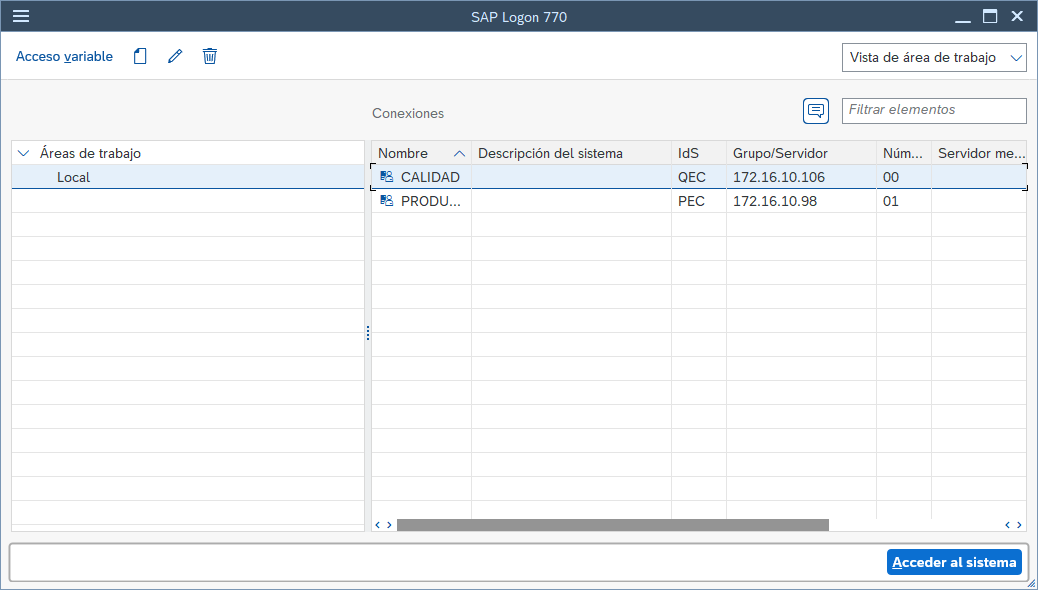 SAP Logon 770
Acceso variable
Vista de área de trabajo
Conexiones
Filtrar elementos
Áreas de trabajo
Local
Nombre Descripción del sistema IdS Grupo/Servidor Núm... Servidor me...
CALIDAD QEC 172.16.10.106 00
PRODU... PEC 172.16.10.98 01
Acceder al sistema